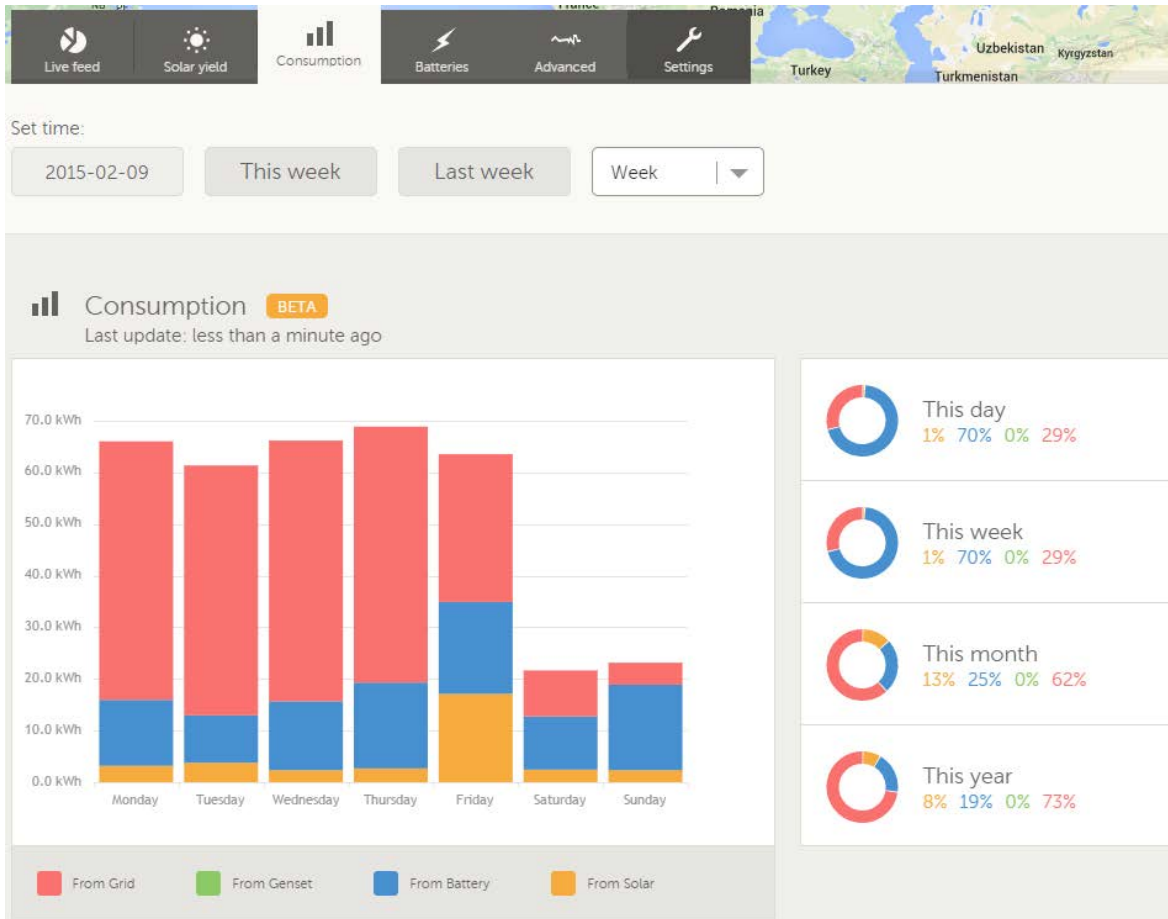 France
Romania
Live feed
Solar yield
Consumption
Batteries
Advanced
Settings
Turkey
Uzbekistan
Kyrgyzstan
Turkmenistan
Set time:
2015-02-09
This week
Last week
Week
Consumption BETA
Last update: less than a minute ago
70.0 kWh
60.0 kWh
50.0 kWh
40.0 kWh
30.0 kWh
20.0 kWh
10.0 kWh
0.0 kWh
Monday Tuesday Wednesday Thursday Friday Saturday Sunday
From Grid From Genset From Battery From Solar
This day
1% 70% 0% 29%
This week
1% 70% 0% 29%
This month
13% 25% 0% 62%
This year
8% 19% 0% 73%